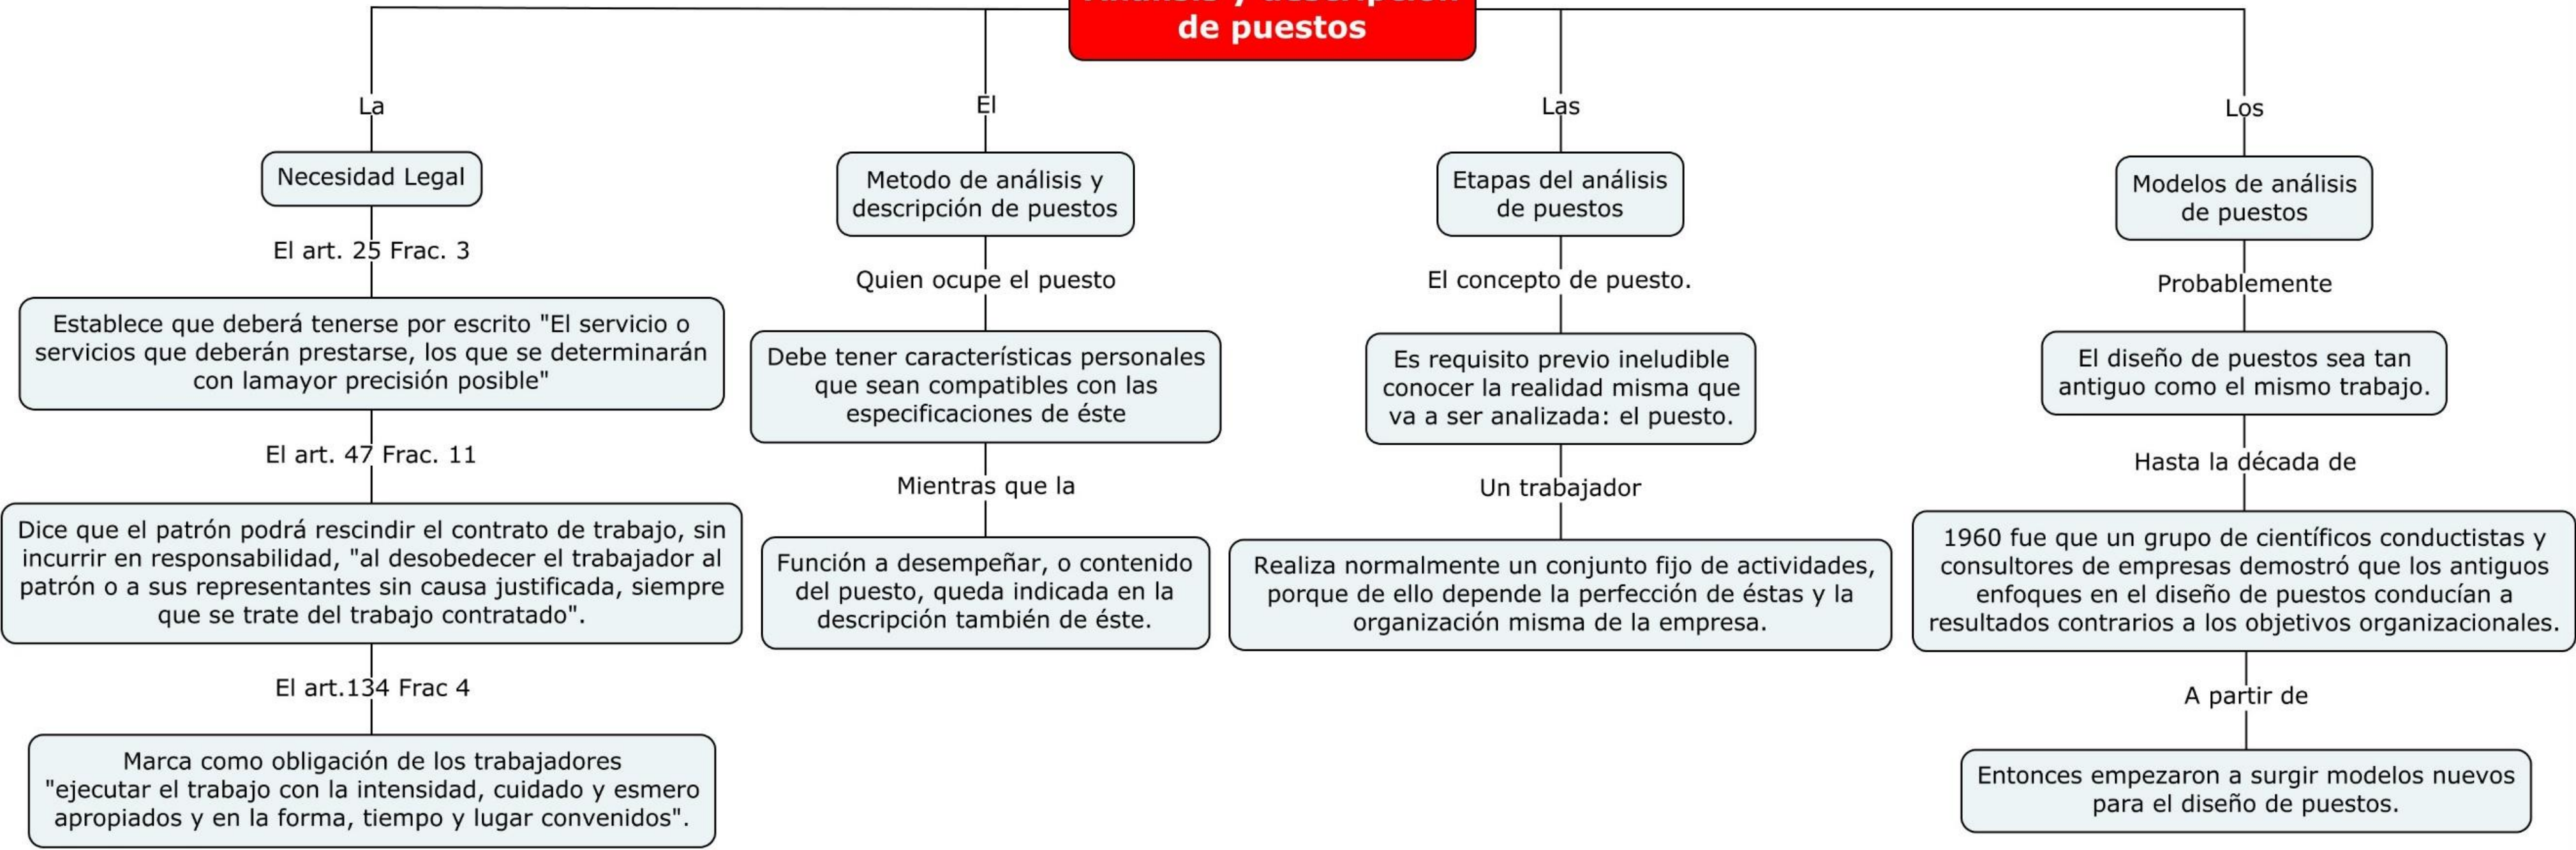 de puestos
La
Necesidad Legal
El art. 25 Frac. 3
Establece que deberá tenerse por escrito "El servicio o
servicios que deberán prestarse, los que se determinarán
con lamayor precisión posible"
El art. 47 Frac. 11
Dice que el patrón podrá rescindir el contrato de trabajo, sin
incurrir en responsabilidad, "al desobedecer el trabajador al
patrón o a sus representantes sin causa justificada, siempre
que se trate del trabajo contratado".
El art.134 Frac 4
Marca como obligación de los trabajadores
"ejecutar el trabajo con la intensidad, cuidado y esmero
apropiados y en la forma, tiempo y lugar convenidos".
El
Metodo de análisis y
descripción de puestos
Quien ocupe el puesto
Debe tener características personales
que sean compatibles con las
especificaciones de éste
Mientras que la
Función a desempeñar, o contenido
del puesto, queda indicada en la
descripción también de éste.
Las
Etapas del análisis
de puestos
El concepto de puesto.
Es requisito previo ineludible
conocer la realidad misma que
va a ser analizada: el puesto.
Un trabajador
Realiza normalmente un conjunto fijo de actividades,
porque de ello depende la perfección de éstas y la
organización misma de la empresa.
Los
Modelos de análisis
de puestos
Probablemente
El diseño de puestos sea tan
antiguo como el mismo trabajo.
Hasta la década de
1960 fue que un grupo de científicos conductistas y
consultores de empresas demostró que los antiguos
enfoques en el diseño de puestos conducían a
resultados contrarios a los objetivos organizacionales.
A partir de
Entonces empezaron a surgir modelos nuevos
para el diseño de puestos.